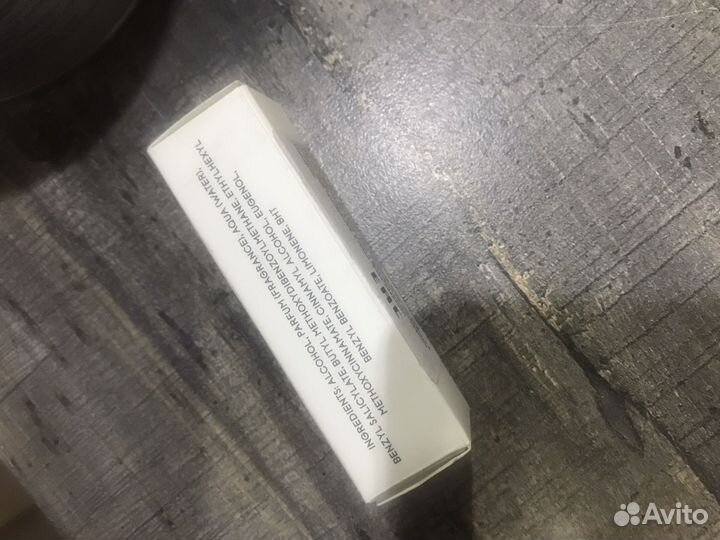 INGREDIENTS: ALCOHOL, PARFUM (FRAGRANCE), AQUA (WATER),
BENZYL SALICYLATE, BUTYL METHOXYDIBENZOYLMETHANE, ETHYLHEXYL
METHOXYCINNAMATE, CINNAMYL ALCOHOL, EUGENOL,
BENZYL BENZOATE, LIMONENE, BHT
Avito